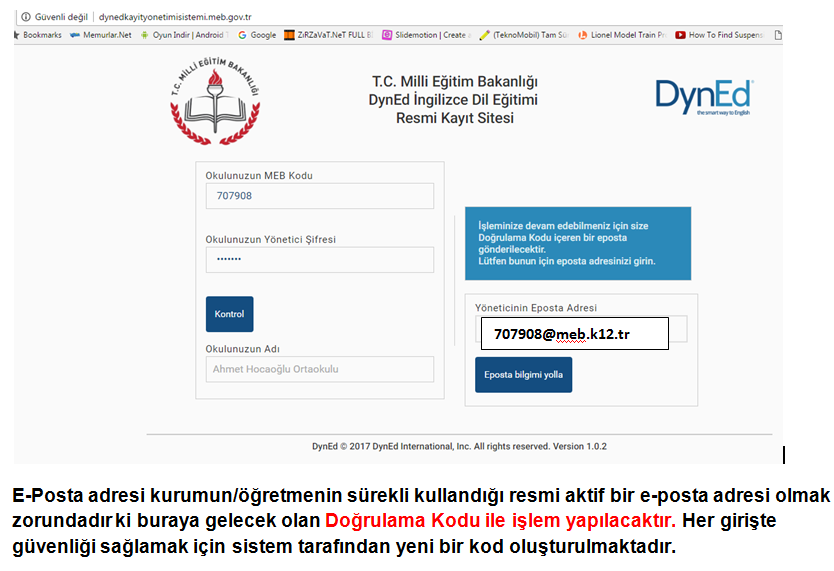 Güvenli değil | dynedkayityonetimisistemi.meb.gov.tr
Bookmarks Memurlar.Net Oyun İndir | Android Google ZiRZaVaT.NeT FULL Slidemotion | Create a (TeknoMobil) Tam Sü Lionel Model Train Pr How To Find Suspens
T.C. MİLLİ EĞİTİM BAKANLIĞI
T.C. Milli Eğitim Bakanlığı
DynEd İngilizce Dil Eğitimi
Resmi Kayıt Sitesi
DynEd
the smart way to English
Okulunuzun MEB Kodu
707908
Okulunuzun Yönetici Şifresi
•••••••
Kontrol
Okulunuzun Adı
Ahmet Hocaoğlu Ortaokulu
İşleminize devam edebilmeniz için size
Doğrulama Kodu içeren bir eposta
gönderilecektir.
Lütfen bunun için eposta adresinizi girin.
Yöneticinin Eposta Adresi
707908@meb.k12.tr
Eposta bilgimi yolla
DynEd © 2017 DynEd International, Inc. All rights reserved. Version 1.0.2
E-Posta adresi kurumun/öğretmenin sürekli kullandığı resmi aktif bir e-posta adresi olmak
zorundadır ki buraya gelecek olan Doğrulama Kodu ile işlem yapılacaktır. Her girişte
güvenliği sağlamak için sistem tarafından yeni bir kod oluşturulmaktadır.